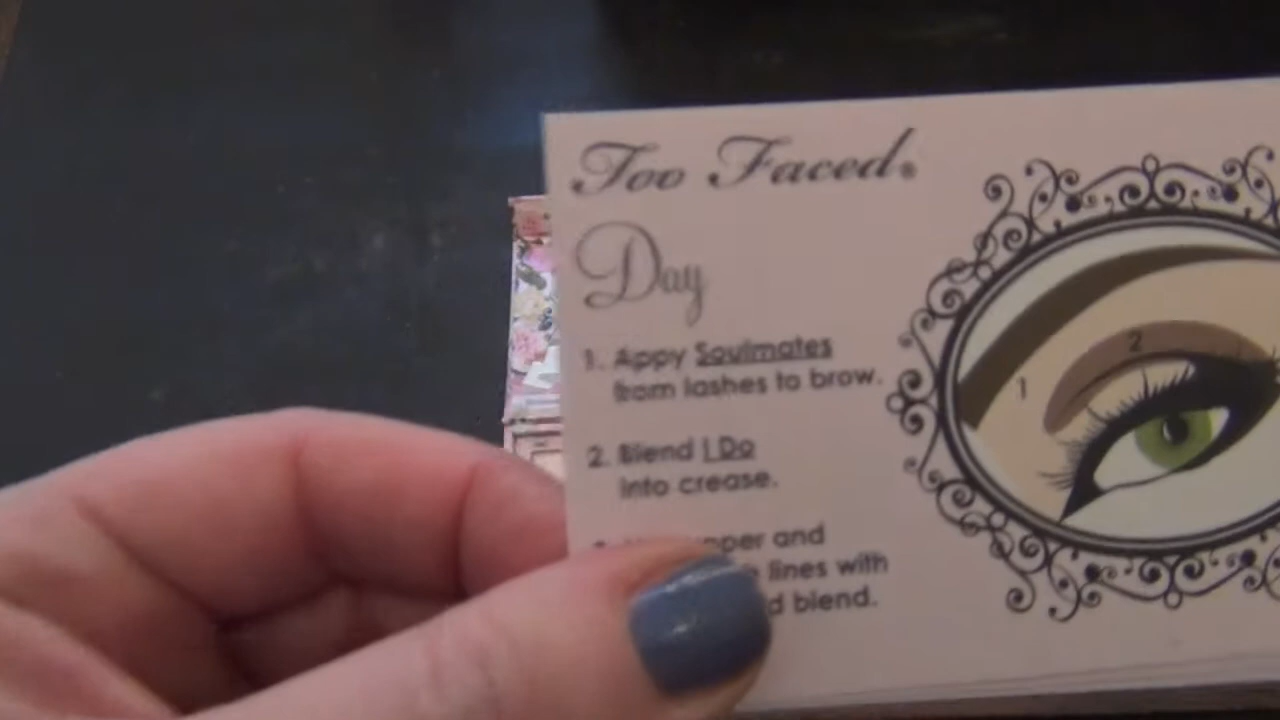 Too Faced®
Day
1. Appy Soulmates
from lashes to brow.
2. Blend I Do
into crease.
and
lines with
blend.
1
2